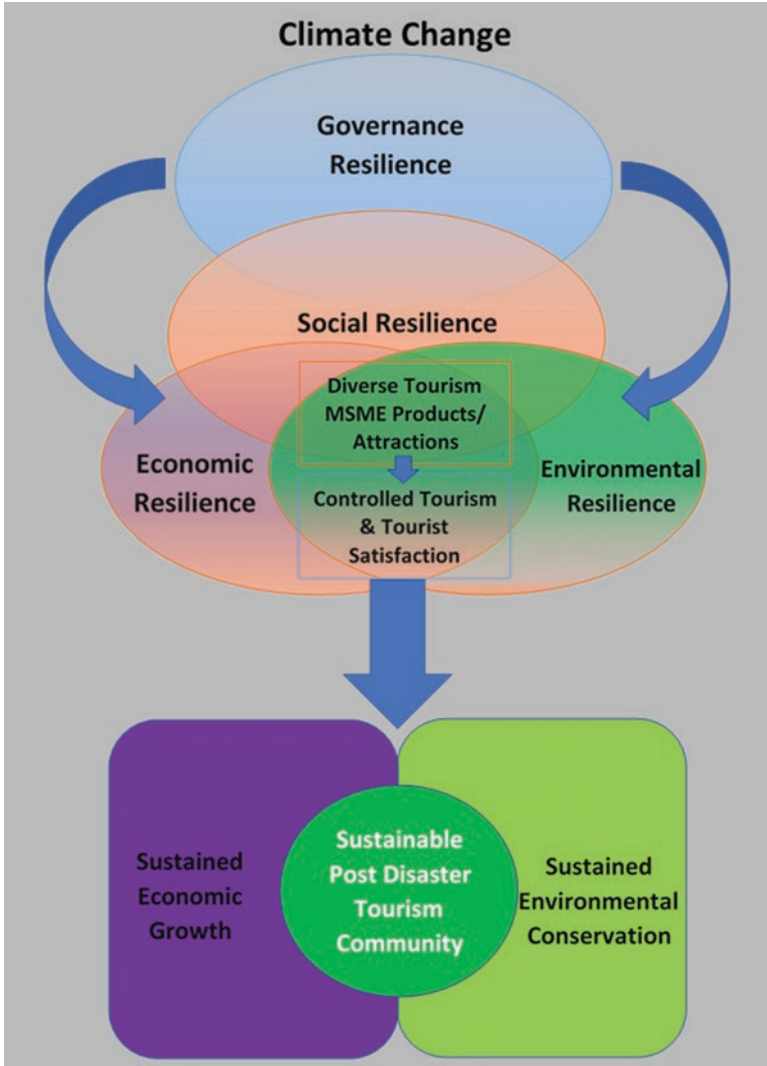 Climate Change
Governance
Resilience
Social Resilience
Diverse Tourism
MSME Products/
Attractions
Economic
Resilience
Environmental
Resilience
Controlled Tourism
& Tourist
Satisfaction
Sustained
Economic
Growth
Sustainable
Post Disaster
Tourism
Community
Sustained
Environmental
Conservation